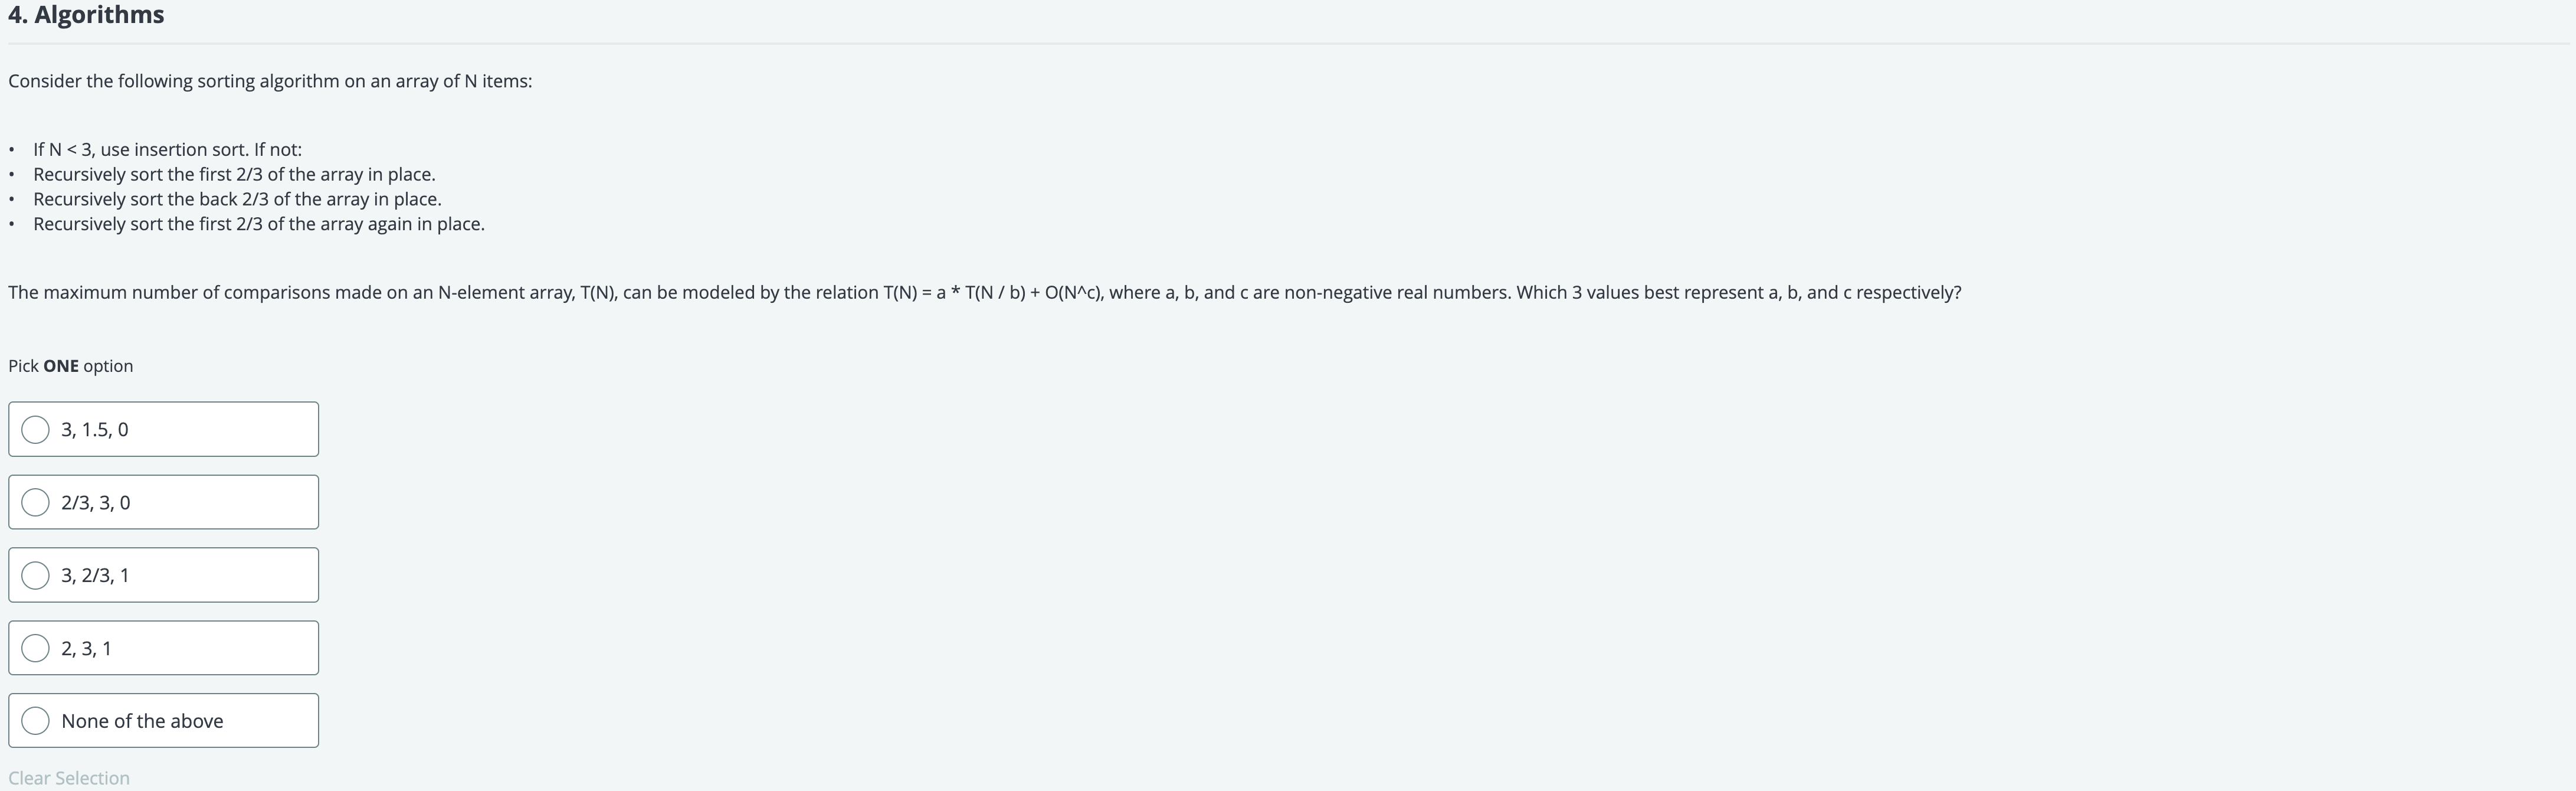 4. Algorithms
Consider the following sorting algorithm on an array of N items:
• If N < 3, use insertion sort. If not:
• Recursively sort the first 2/3 of the array in place.
• Recursively sort the back 2/3 of the array in place.
• Recursively sort the first 2/3 of the array again in place.
The maximum number of comparisons made on an N-element array, T(N), can be modeled by the relation T(N) = a * T(N / b) + O(N^c), where a, b, and c are non-negative real numbers. Which 3 values best represent a, b, and c respectively?
Pick ONE option
3, 1.5, 0
2/3, 3, 0
3, 2/3, 1
2, 3, 1
None of the above
Clear Selection